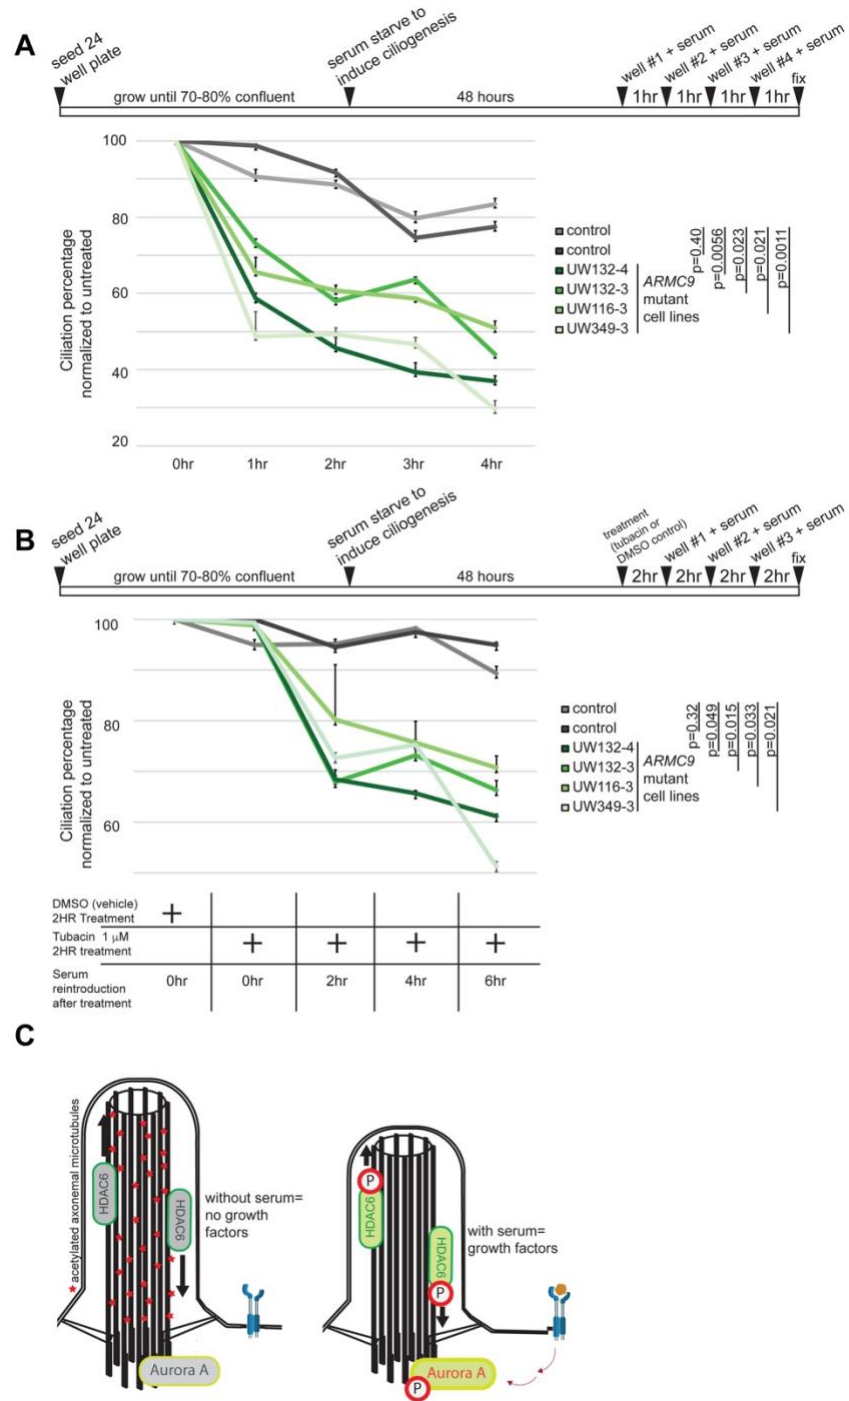 A
seed 24
well plate
serum starve to
induce ciliogenesis
well #1 + serum
well #2 + serum
well #3 + serum
well #4 + serum
fix
grow until 70-80% confluent
48 hours
1hr
1hr
1hr
1hr
100
80
60
40
20
Ciliation percentage
normalized to untreated
0hr
1hr
2hr
3hr
4hr
control
control
UW132-4
UW132-3
UW116-3
UW349-3
ARMC9
mutant
cell lines
p=0.40
p=0.0056
p=0.023
p=0.021
p=0.0011
B
seed 24
well plate
serum starve to
induce ciliogenesis
treatment
(tubacin or
DMSO control)
well #1 + serum
well #2 + serum
well #3 + serum
fix
grow until 70-80% confluent
48 hours
2hr
2hr
2hr
2hr
100
80
60
Ciliation percentage
normalized to untreated
control
control
UW132-4
UW132-3
UW116-3
UW349-3
ARMC9
mutant
cell lines
p=0.32
p=0.049
p=0.015
p=0.033
p=0.021
DMSO (vehicle)
2HR Treatment
+
Tubacin 1 μM
2HR treatment
+ + + +
Serum
reintroduction
after treatment
0hr
0hr
2hr
4hr
6hr
C
* acetylated axonemal microtubules
HDAC6
HDAC6
without serum=
no growth
factors
Aurora A
P
HDAC6
HDAC6
P
with serum=
growth factors
Aurora A
P